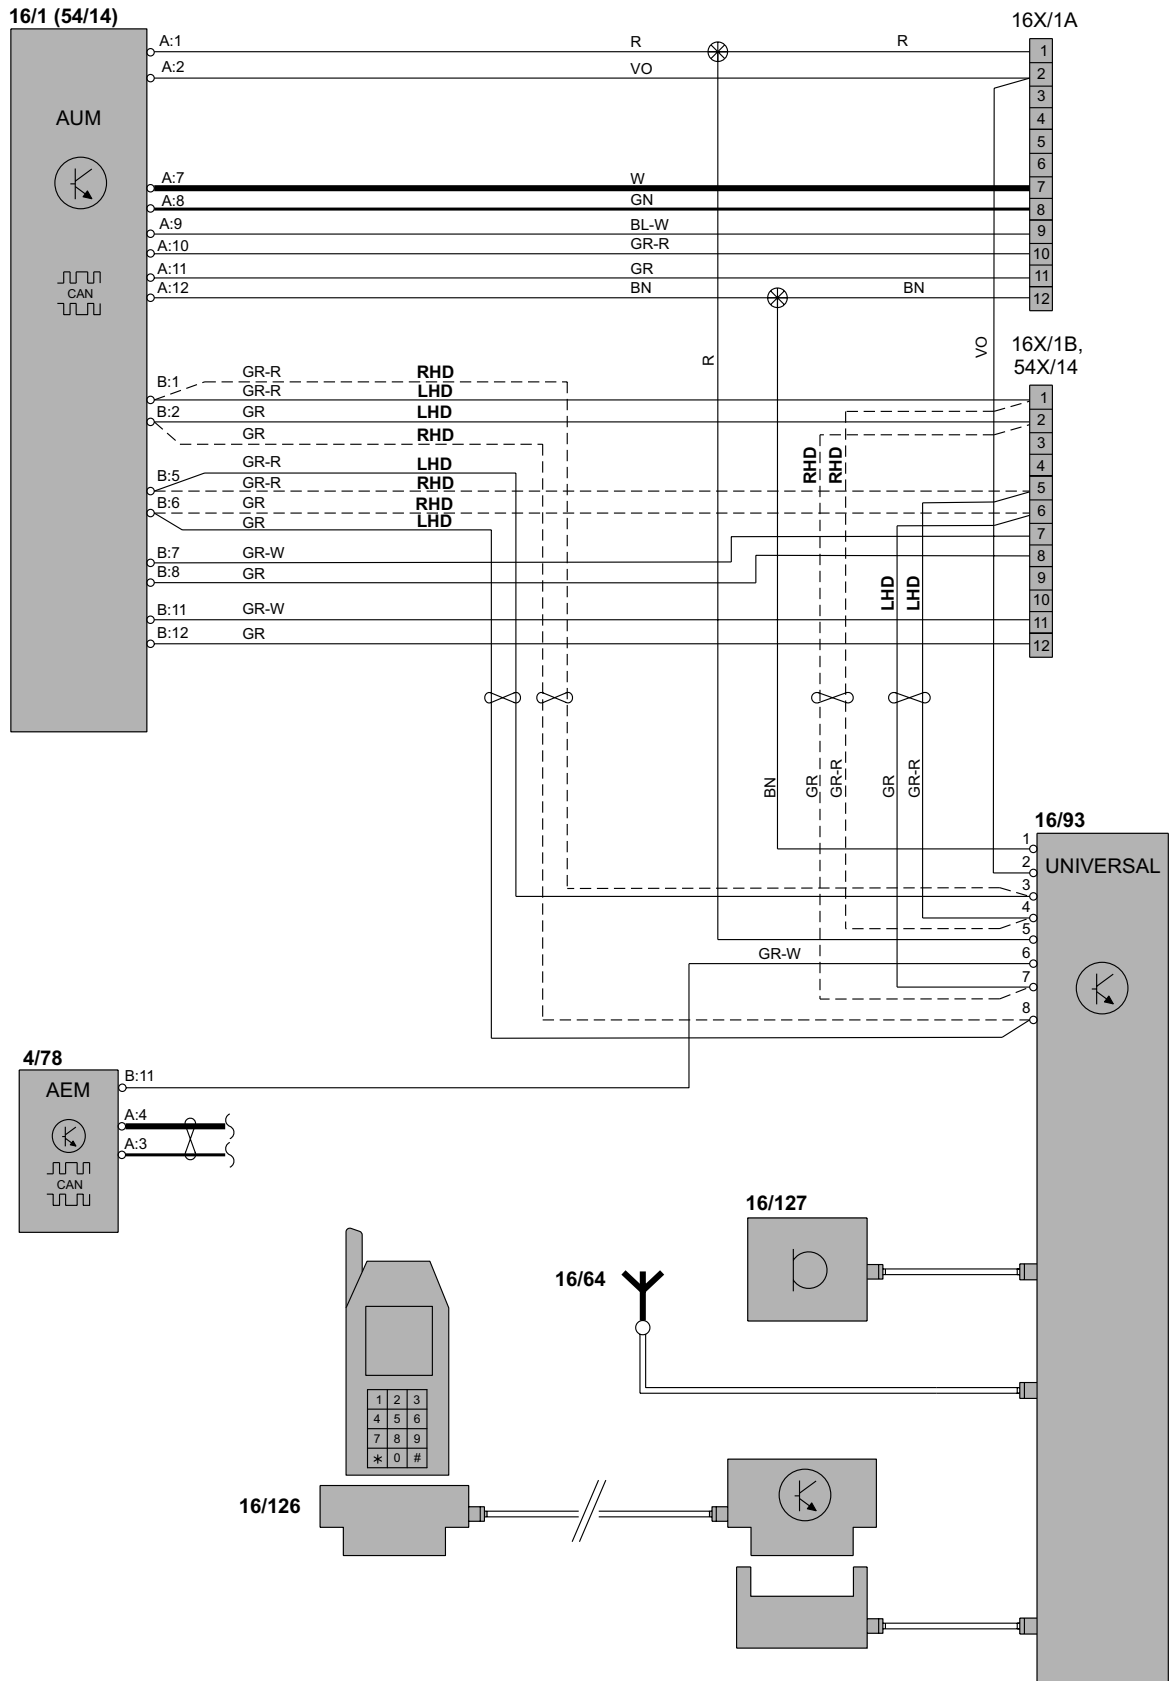 16/1 (54/14)
16X/1A
A:1 R R 1
A:2 VO 2
3
AUM 4
5
6
A:7 W 7
A:8 GN 8
A:9 BL-W 9
A:10 GR-R 10
A:11 GR 11
CAN
A:12 BN BN 12
R
VO
16X/1B,
54X/14
GR-R RHD
B:1 GR-R LHD 1
B:2 GR LHD 2
GR RHD 3
RHD
RHD
GR-R LHD 4
B:5 GR-R RHD 5
B:6 GR RHD 6
GR LHD
7
B:7 GR-W 8
B:8 GR 9
LHD
LHD
10
B:11 GR-W 11
B:12 GR 12
BN
GR
GR-R
GR
GR-R
16/93
1
UNIVERSAL
2
3
4
5
GR-W 6
7
8
4/78
AEM
B:11
A:4
A:3
CAN
16/127
16/64
1 2 3
4 5 6
7 8 9
* 0 #
16/126